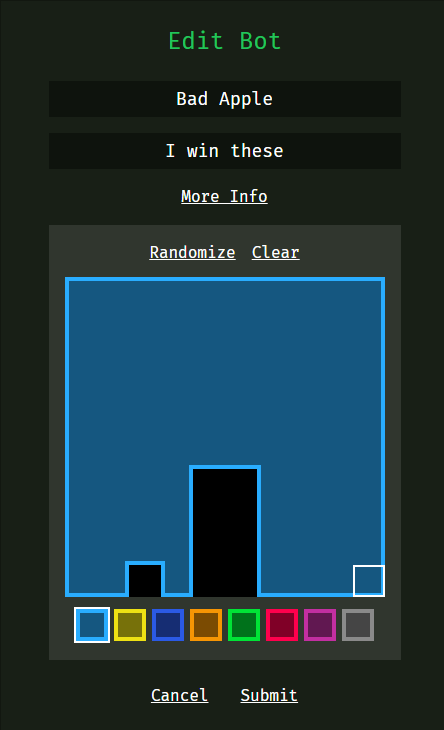 Edit Bot
Bad Apple
I win these
More Info
Randomize Clear
Cancel Submit